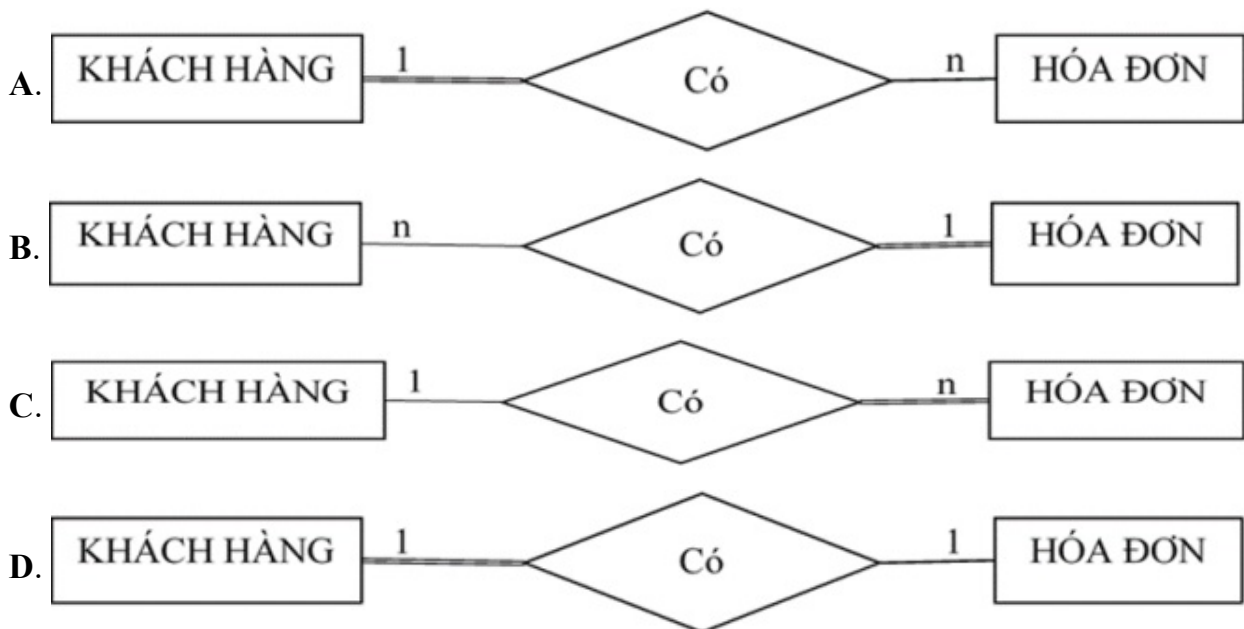 A. KHÁCH HÀNG 1 Có n HÓA ĐƠN
B. KHÁCH HÀNG n Có 1 HÓA ĐƠN
C. KHÁCH HÀNG 1 Có n HÓA ĐƠN
D. KHÁCH HÀNG 1 Có 1 HÓA ĐƠN